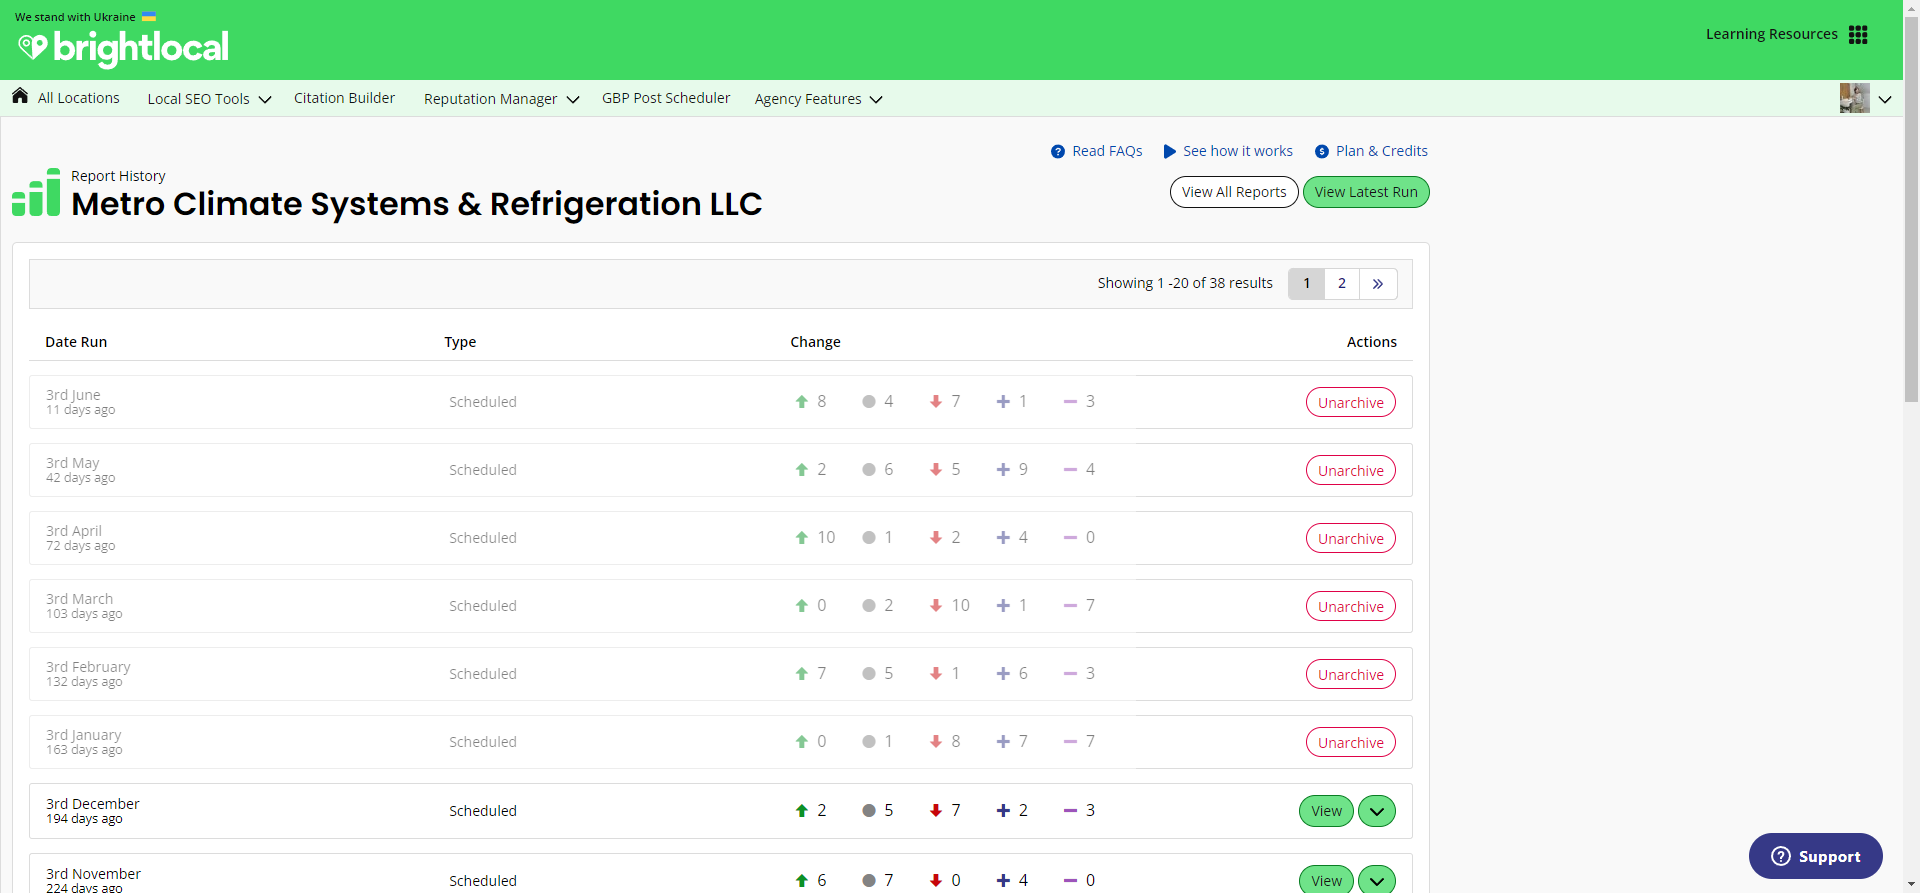 We stand with Ukraine
brightlocal
Learning Resources
All Locations Local SEO Tools Citation Builder Reputation Manager GBP Post Scheduler Agency Features
Read FAQs See how it works Plan & Credits
Report History
Metro Climate Systems & Refrigeration LLC
View All Reports View Latest Run
Showing 1 -20 of 38 results 1 2 »
Date Run Type Change Actions
3rd June
11 days ago
Scheduled 8 4 7 1 3 Unarchive
3rd May
42 days ago
Scheduled 2 6 5 9 4 Unarchive
3rd April
72 days ago
Scheduled 10 1 2 4 0 Unarchive
3rd March
103 days ago
Scheduled 0 2 10 1 7 Unarchive
3rd February
132 days ago
Scheduled 7 5 1 6 3 Unarchive
3rd January
163 days ago
Scheduled 0 1 8 7 7 Unarchive
3rd December
194 days ago
Scheduled 2 5 7 2 3 View
3rd November
224 days ago
Scheduled 6 7 0 4 0 View
Support